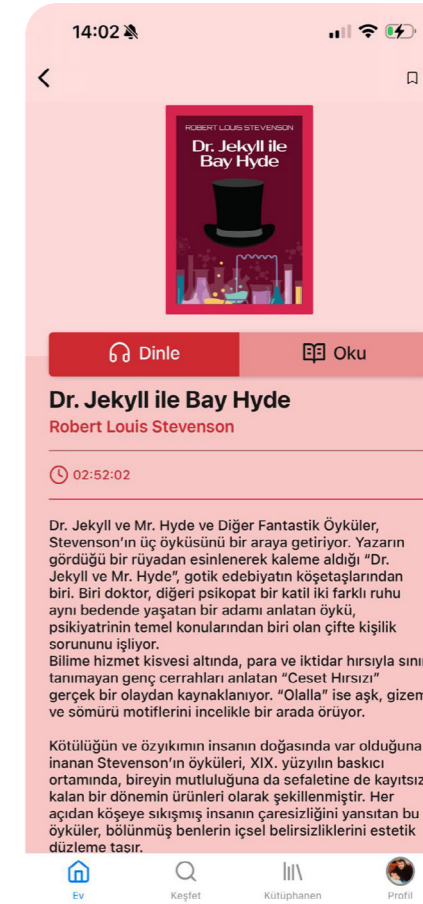 14:02
ROBERT LOUIS STEVENSON
Dr. Jekyll ile
Bay Hyde
Dinle
Oku
Dr. Jekyll ile Bay Hyde
Robert Louis Stevenson
02:52:02
Dr. Jekyll ve Mr. Hyde ve Diğer Fantastik Öyküler,
Stevenson'ın üç öyküsünü bir araya getiriyor. Yazarın
gördüğü bir rüyadan esinlenerek kaleme aldığı "Dr.
Jekyll ve Mr. Hyde", gotik edebiyatın köşetaşlarından
biri. Biri doktor, diğeri psikopat bir katil iki farklı ruhu
aynı bedende yaşatan bir adamı anlatan öykü,
psikiyatrinin temel konularından biri olan çifte kişilik
sorununu işliyor.
Bilime hizmet kisvesi altında, para ve iktidar hırsıyla sınır
tanımayan genç cerrahları anlatan "Ceset Hırsızı"
gerçek bir olaydan kaynaklanıyor. "Olalla" ise aşk, gizem
ve sömürü motiflerini incelikle bir arada örüyor.
Kötülüğün ve özyıkımın insanın doğasında var olduğuna
inanan Stevenson'ın öyküleri, XIX. yüzyılın baskıcı
ortamında, bireyin mutluluğuna da sefaletine de kayıtsız
kalan bir dönemin ürünleri olarak şekillenmiştir. Her
açıdan köşeye sıkışmış insanın çaresizliğini yansıtan bu
öyküler, bölünmüş benlerin içsel belirsizliklerini estetik
düzleme taşır.
Ev
Keşfet
Kütüphanen
Profil